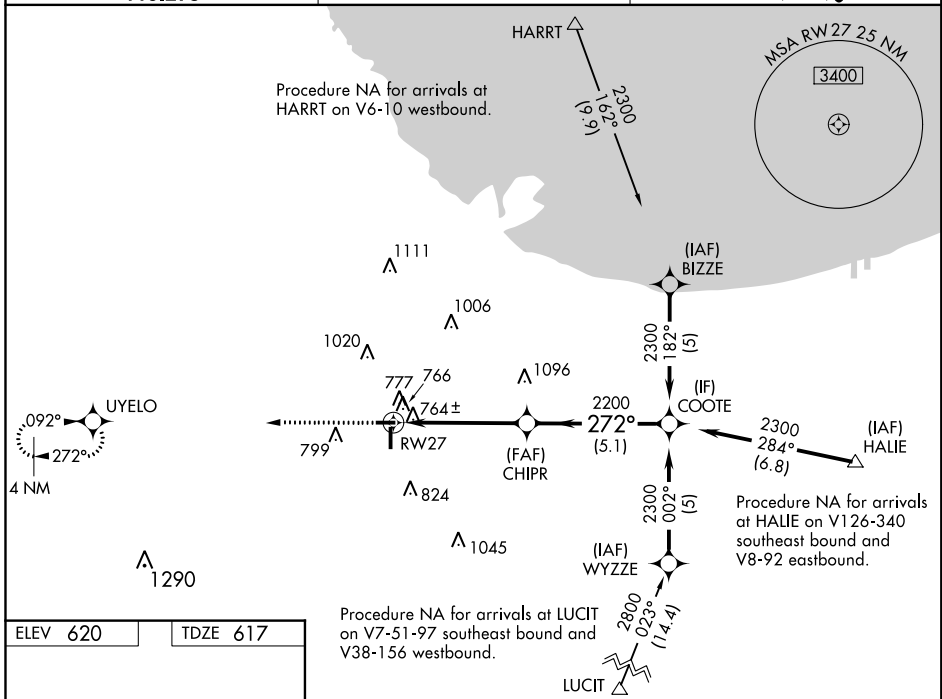 HARRT
2300
162°
(9.9)
MSA RW 27 25 NM
3400
Procedure NA for arrivals at
HARRT on V6-10 westbound.
1111
(IAF)
BIZZE
1006
2300
182°
(5)
1020
777
766
1096
764±
UYELO
092°
272°
4 NM
799
RW27
2200
272°
(5.1)
(FAF)
CHIPR
(IF)
COOTE
2300
284°
(6.8)
(IAF)
HALIE
824
2300
002°
(5)
Procedure NA for arrivals
at HALIE on V126-340
southeast bound and
V8-92 eastbound.
1045
(IAF)
WYZZE
1290
2800
023°
(14.4)
Procedure NA for arrivals at LUCIT
on V7-51-97 southeast bound and
V38-156 westbound.
LUCIT
ELEV 620
TDZE 617